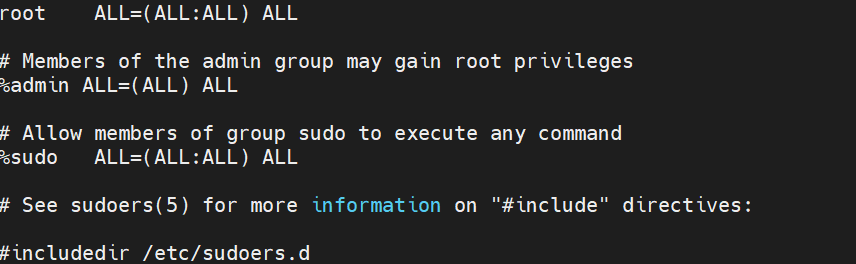 root    ALL=(ALL:ALL) ALL
# Members of the admin group may gain root privileges
%admin ALL=(ALL) ALL
# Allow members of group sudo to execute any command
%sudo   ALL=(ALL:ALL) ALL
# See sudoers(5) for more information on "#include" directives:
#includedir /etc/sudoers.d